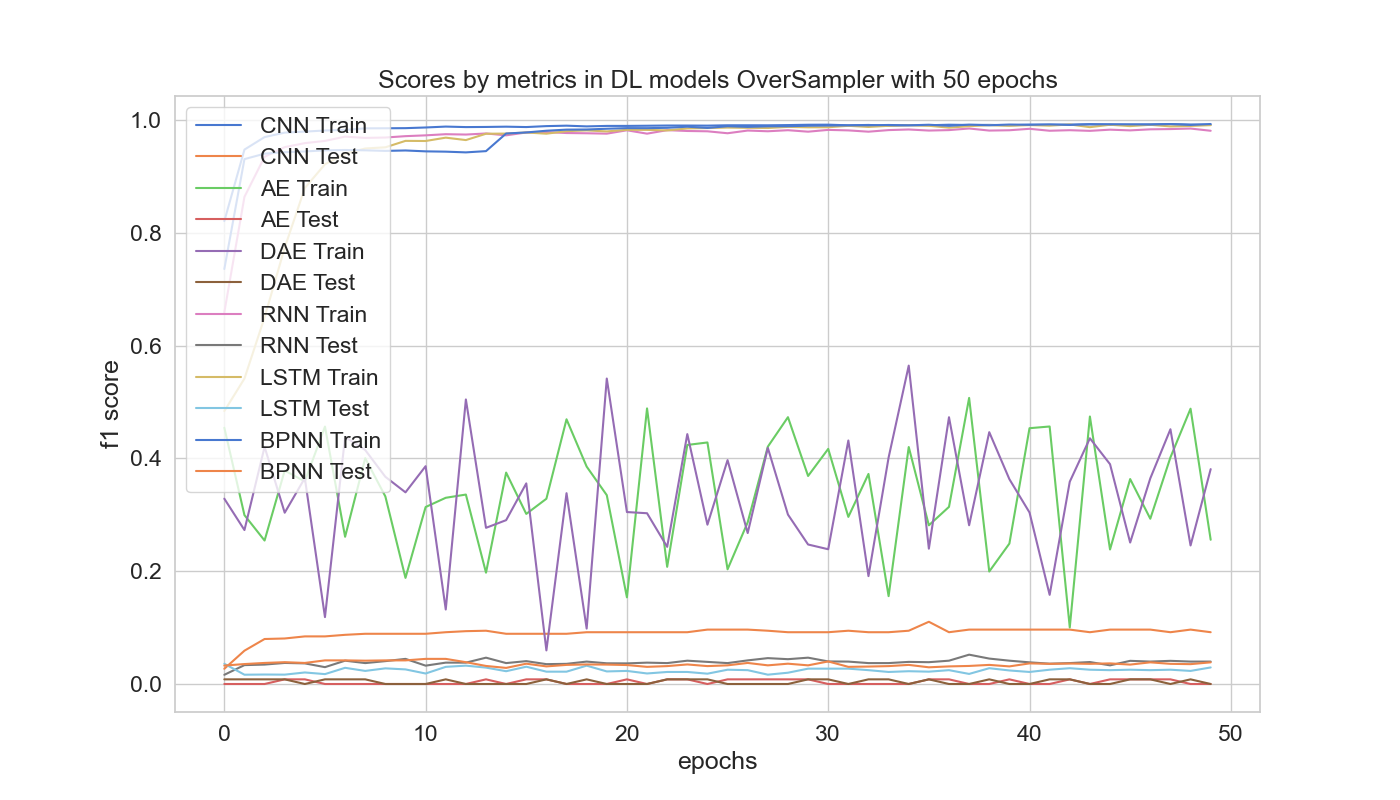 Scores by metrics in DL models OverSampler with 50 epochs
1.0
0.8
0.6
0.4
0.2
0.0
f1 score
CNN Train
CNN Test
AE Train
AE Test
DAE Train
DAE Test
RNN Train
RNN Test
LSTM Train
LSTM Test
BPNN Train
BPNN Test
0 10 20 30 40 50
epochs